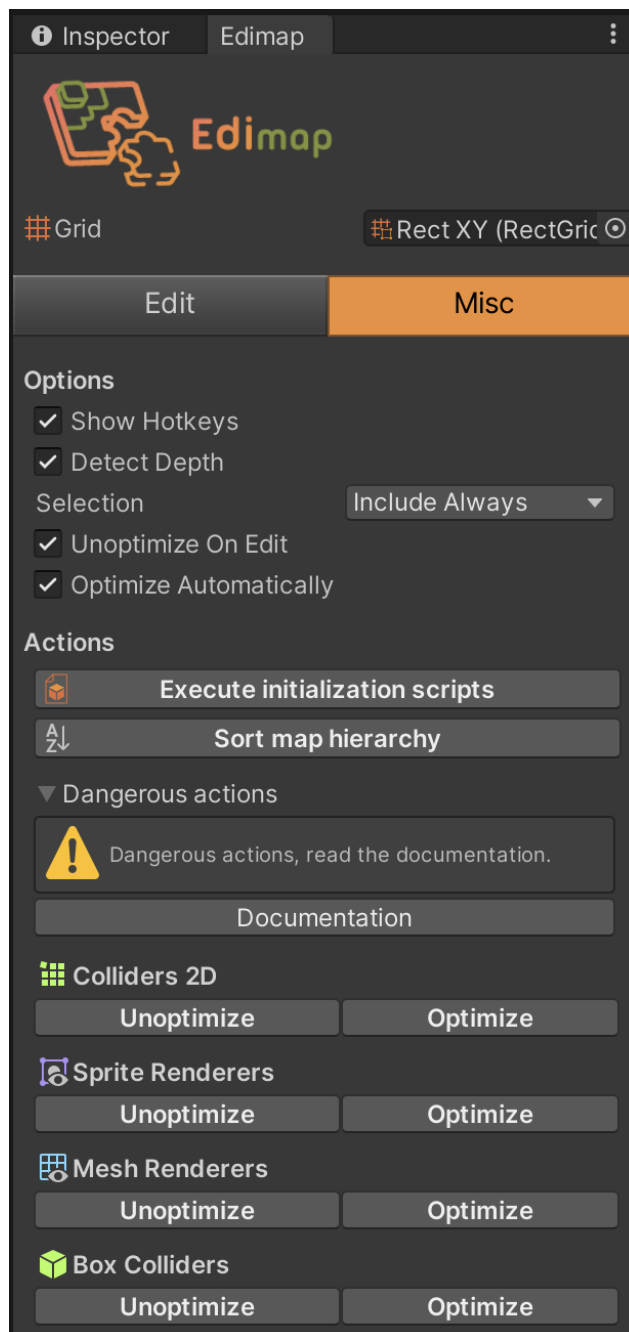 Inspector Edimap
Edimap
Grid Rect XY (RectGric
Edit Misc
Options
Show Hotkeys
Detect Depth
Selection Include Always
Unoptimize On Edit
Optimize Automatically
Actions
Execute initialization scripts
AZ Sort map hierarchy
Dangerous actions
Dangerous actions, read the documentation.
Documentation
Colliders 2D
Unoptimize Optimize
Sprite Renderers
Unoptimize Optimize
Mesh Renderers
Unoptimize Optimize
Box Colliders
Unoptimize Optimize